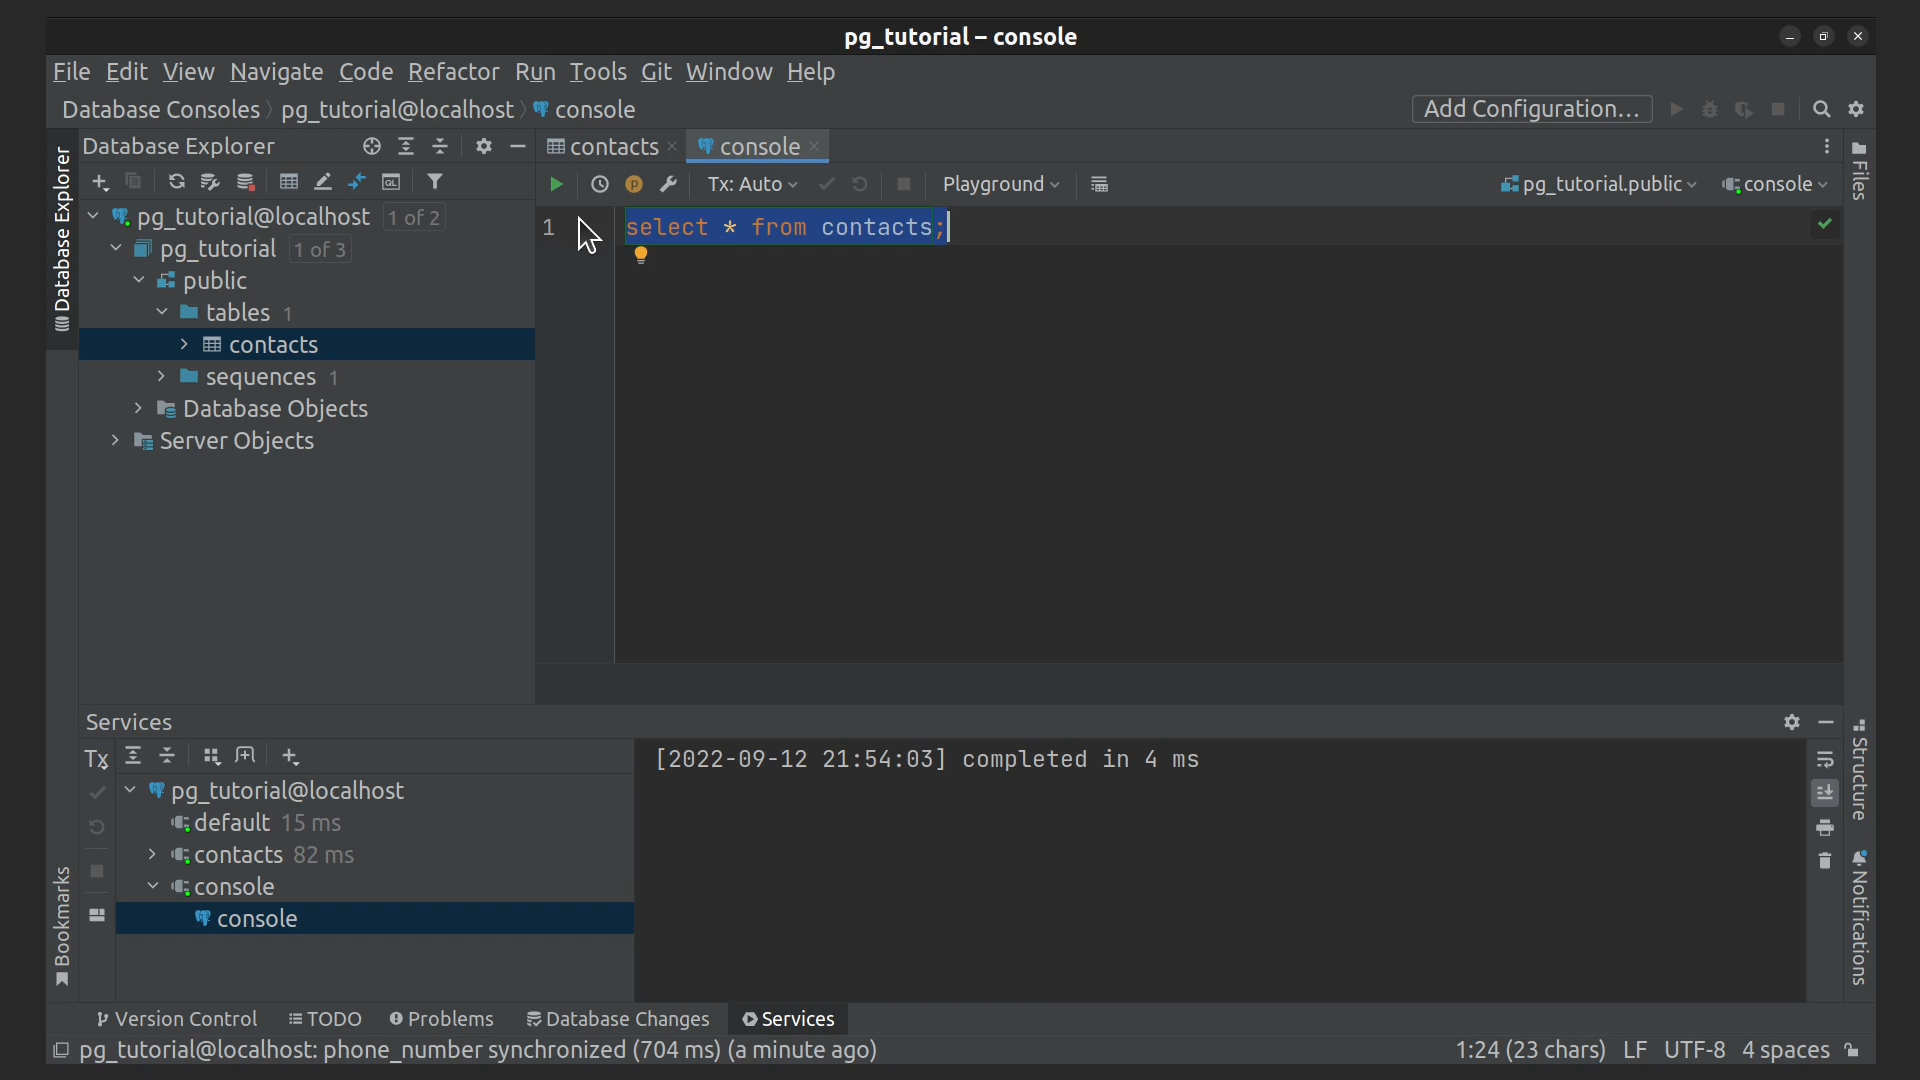 pg_tutorial – console
File Edit View Navigate Code Refactor Run Tools Git Window Help
Database Consoles pg_tutorial@localhost console
Add Configuration...
Database Explorer
contacts
console
Tx: Auto
Playground
pg_tutorial.public
console
Database Explorer
Files
pg_tutorial@localhost 1 of 2
pg_tutorial 1 of 3
public
tables 1
contacts
sequences 1
Database Objects
Server Objects
1 select * from contacts;
Services
Tx
pg_tutorial@localhost
default 15 ms
contacts 82 ms
console
console
[2022-09-12 21:54:03] completed in 4 ms
Structure
Notifications
Bookmarks
Version Control TODO Problems Database Changes Services
pg_tutorial@localhost: phone_number synchronized (704 ms) (a minute ago)
1:24 (23 chars) LF UTF-8 4 spaces